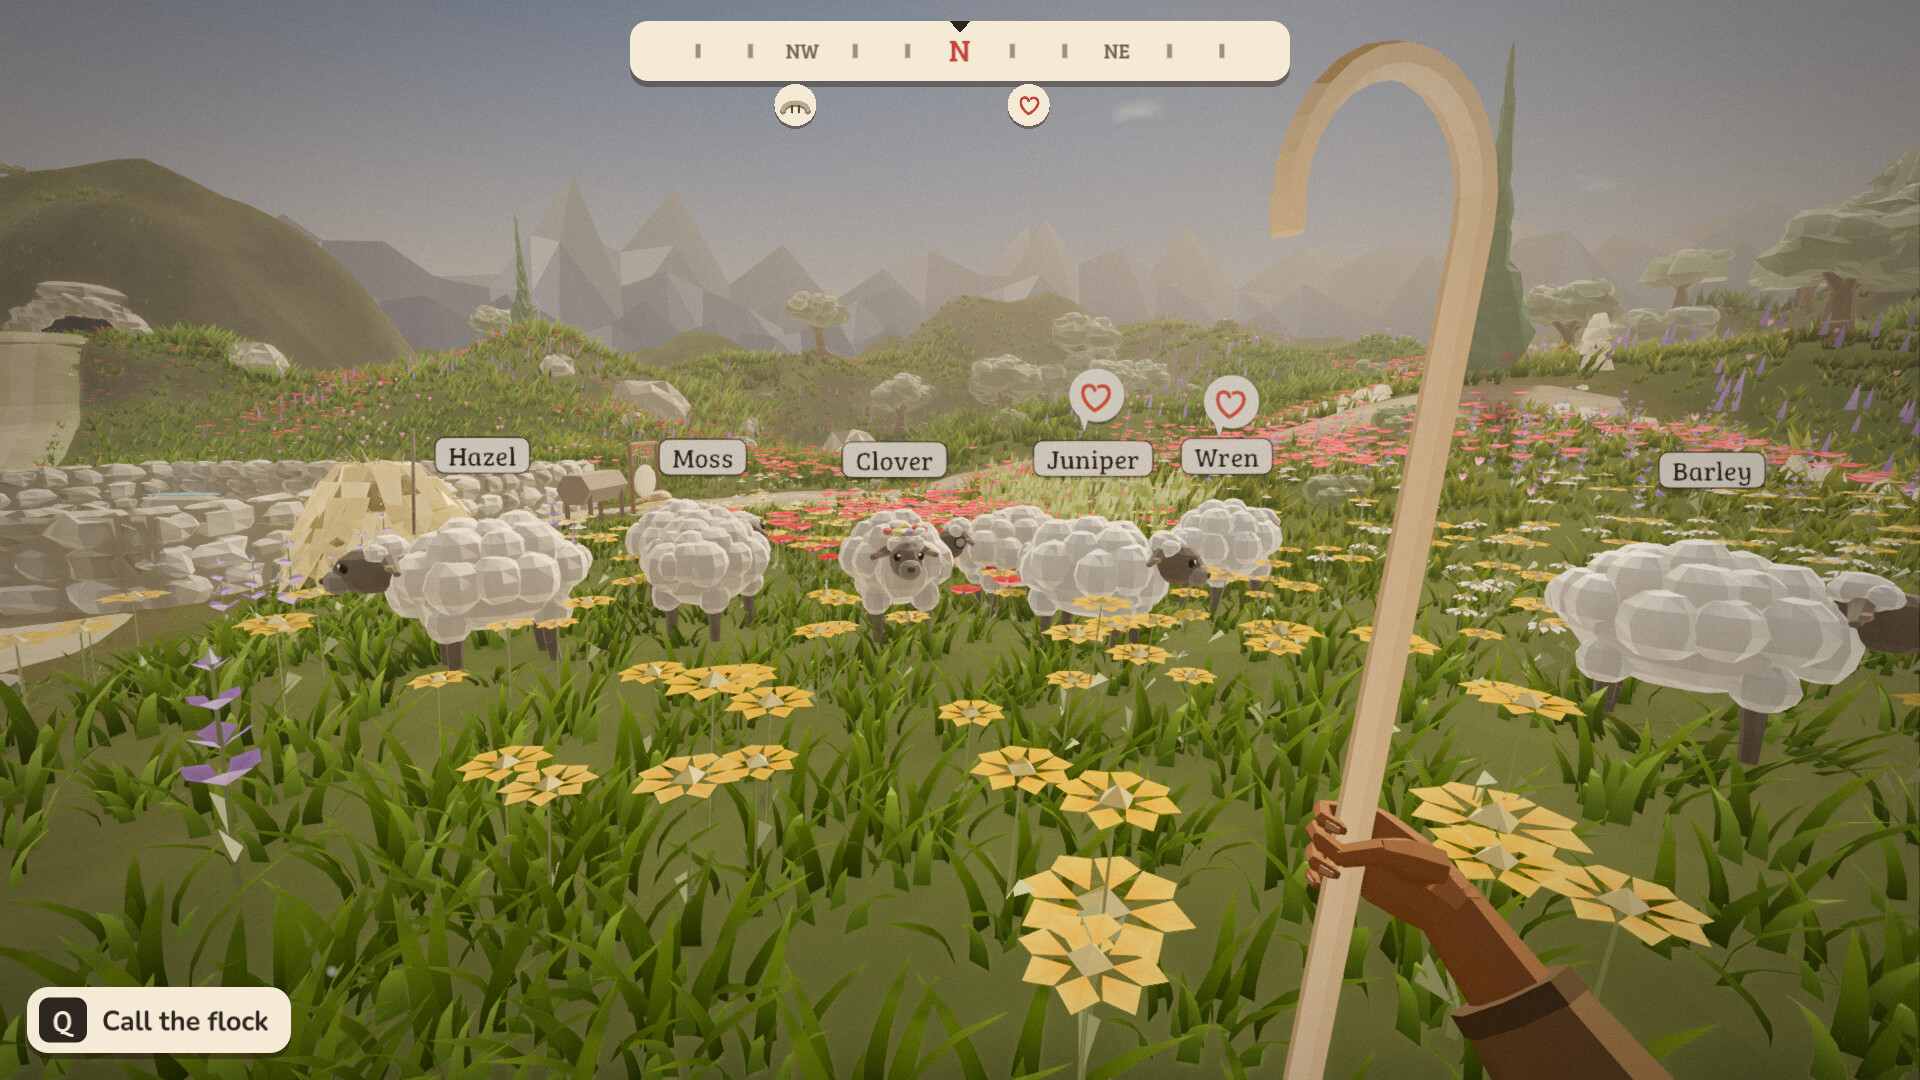 NW N NE
Hazel
Moss
Clover
Juniper
Wren
Barley
Q Call the flock